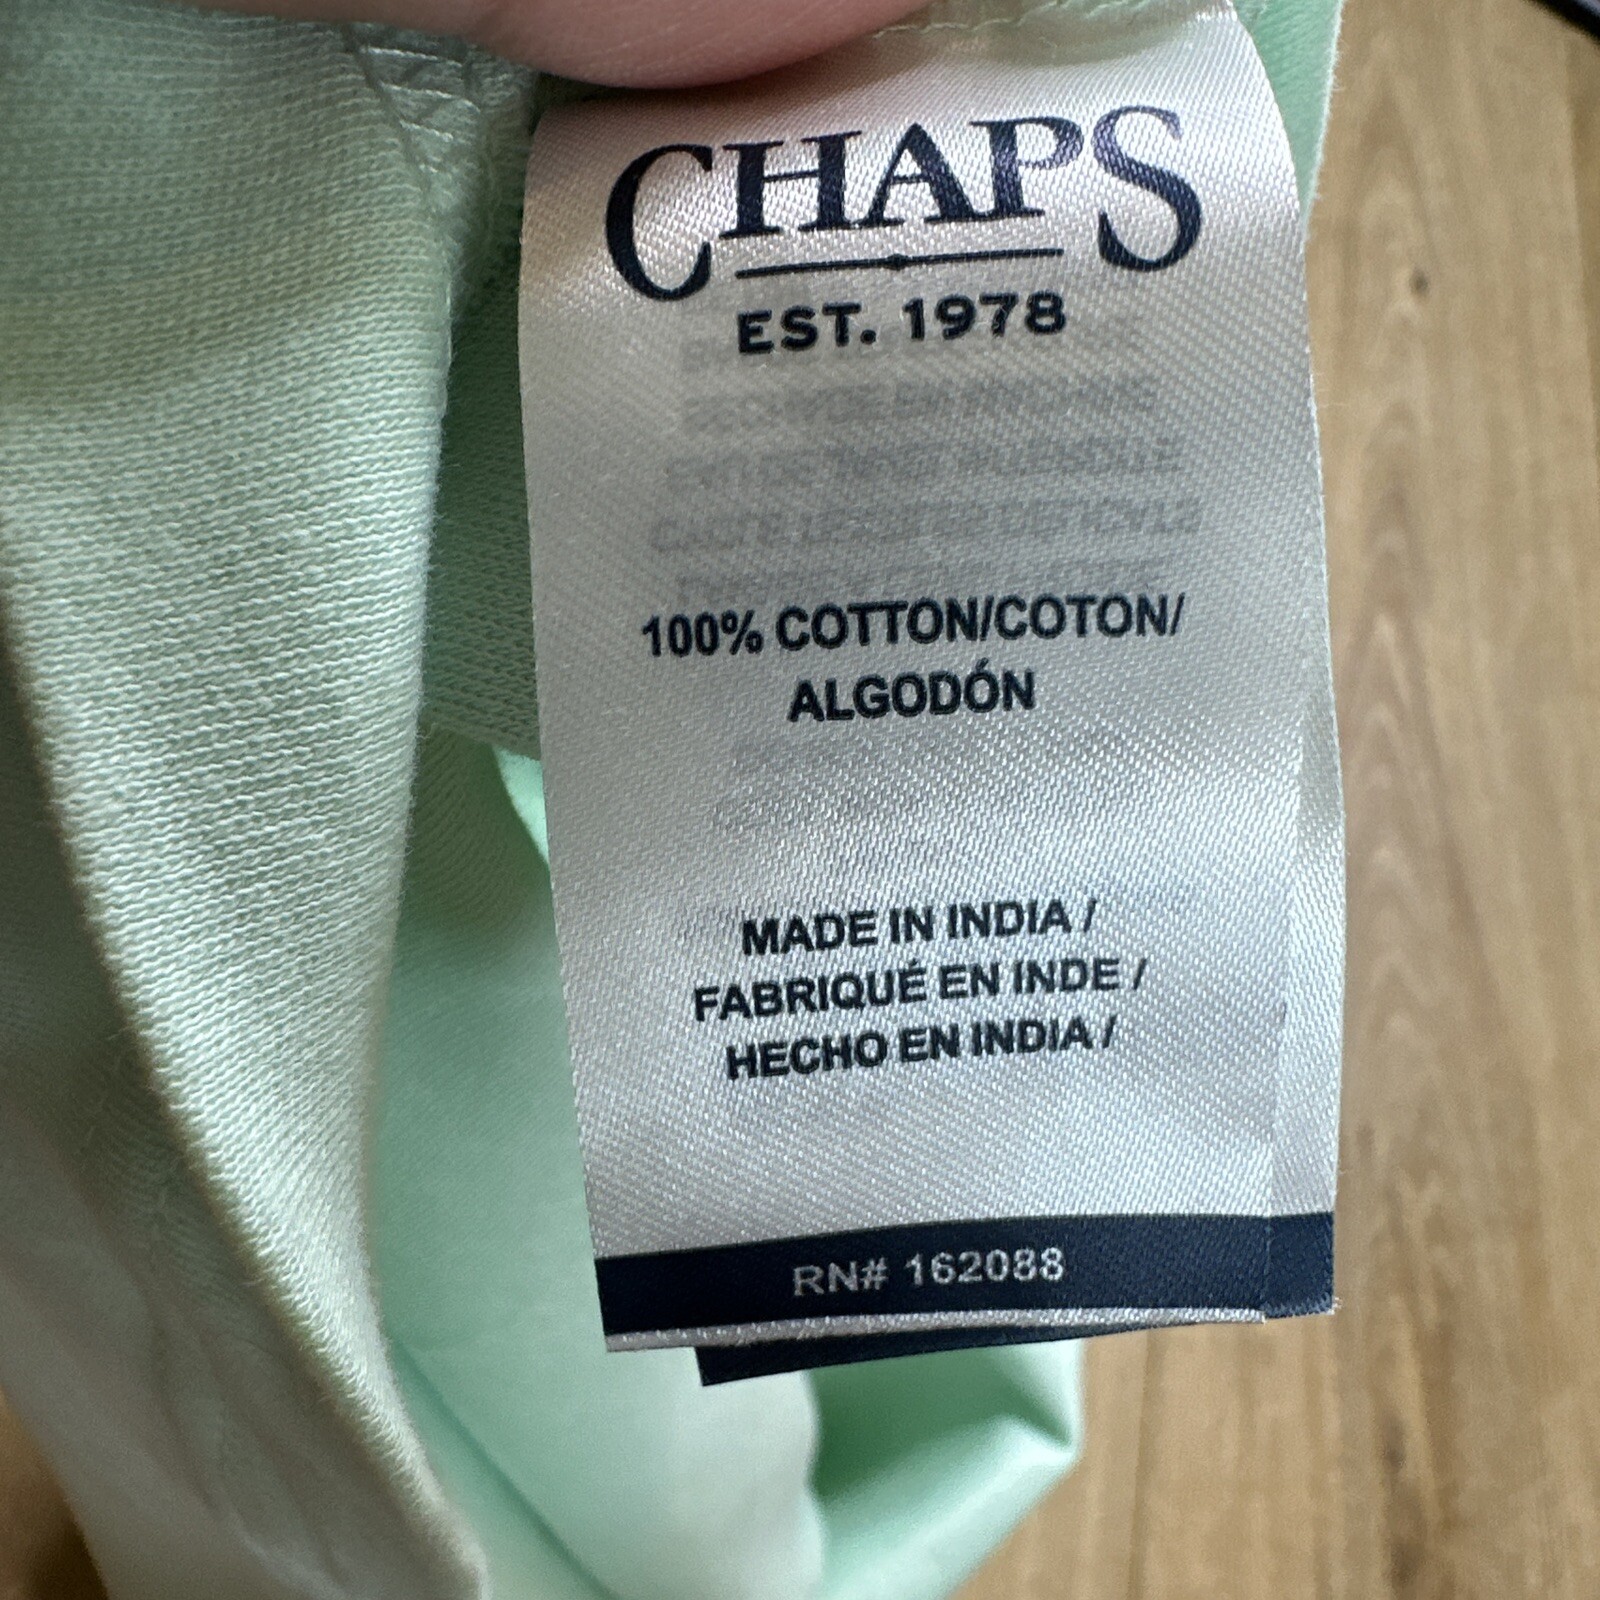 CHAPS
EST. 1978
100% COTTON/COTON/
ALGODÓN
MADE IN INDIA /
FABRIQUÉ EN INDE /
HECHO EN INDIA /
RN# 162088